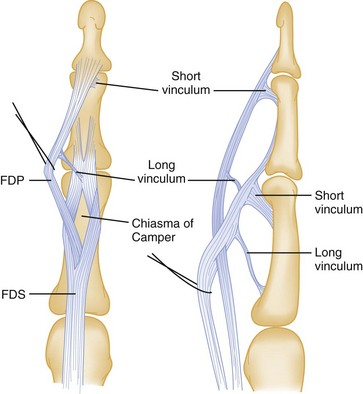 Short
vinculum
Long
vinculum
FDP
Short
vinculum
Chiasma of
Camper
Long
vinculum
FDS